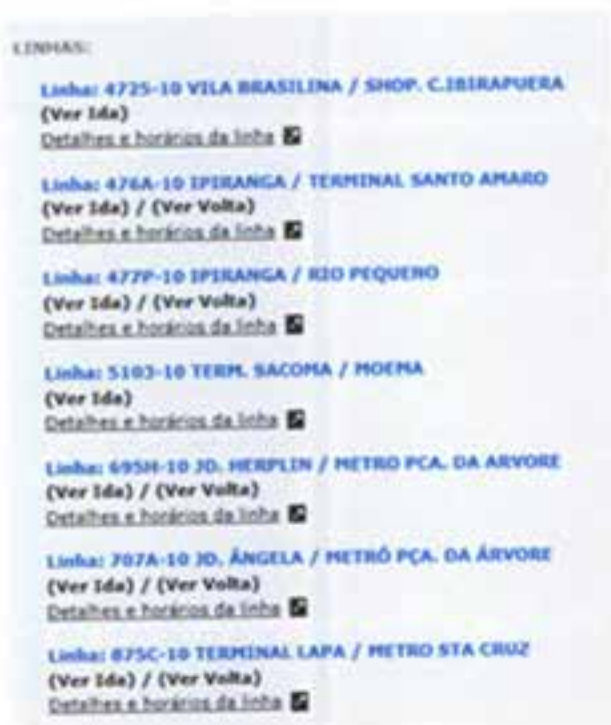 LINHAS:
Linha: 4725-10 VILA BRASILINA / SHOP. C.IBIRAPUERA
(Ver Ida)
Detalhes e horários da linha
Linha: 476A-10 IPIRANGA / TERMINAL SANTO AMARO
(Ver Ida) / (Ver Volta)
Detalhes e horários da linha
Linha: 477P-10 IPIRANGA / RIO PEQUENO
(Ver Ida) / (Ver Volta)
Detalhes e horários da linha
Linha: 5103-10 TERM. SACOMA / MOEMA
(Ver Ida)
Detalhes e horários da linha
Linha: 695H-10 JD. HERPLIN / METRO PCA. DA ARVORE
(Ver Ida) / (Ver Volta)
Detalhes e horários da linha
Linha: 707A-10 JD. ÂNGELA / METRÔ PÇA. DA ÁRVORE
(Ver Ida) / (Ver Volta)
Detalhes e horários da linha
Linha: 875C-10 TERMINAL LAPA / METRO STA CRUZ
(Ver Ida) / (Ver Volta)
Detalhes e horários da linha